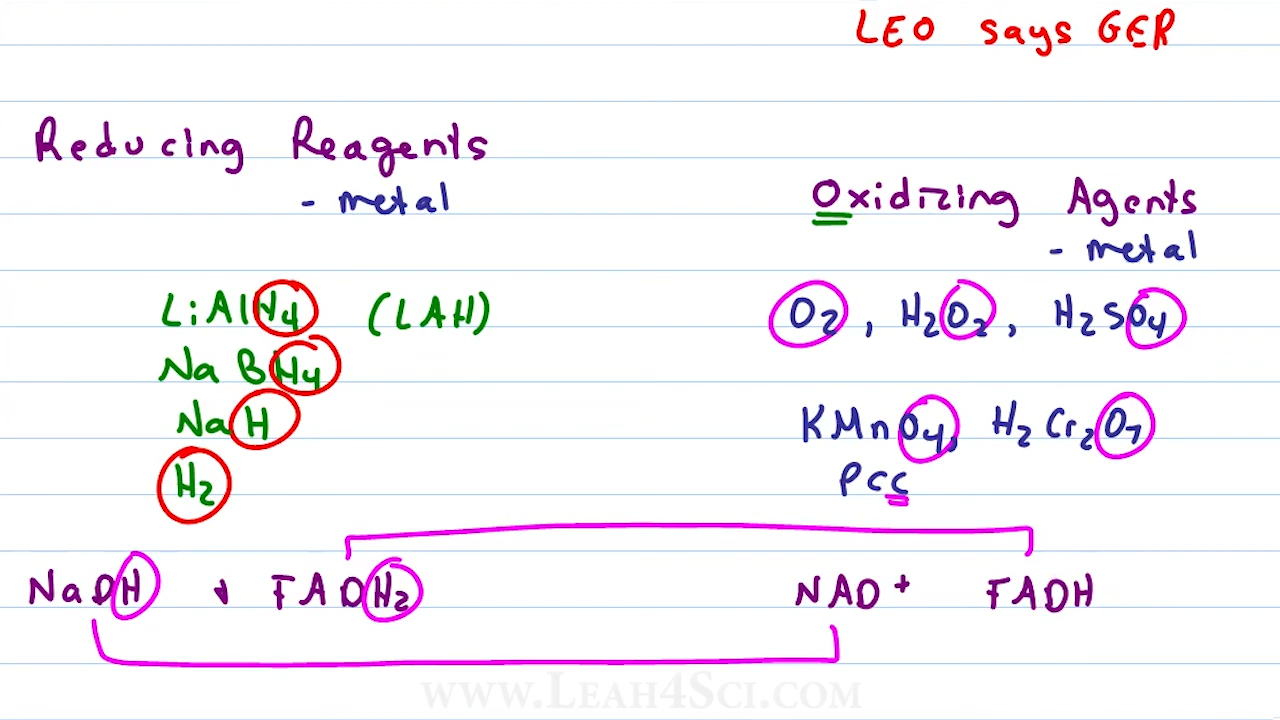 LEO says GER
Reducing Reagents
- metal
Oxidizing Agents
- metal
LiAlH4 (LAH)
NaBH4
NaH
H2
O2, H2O2, H2SO4
KMnO4, H2Cr2O7
PCC
NaDH + FADH2
NAD+ FADH
www.Leah4Sci.com